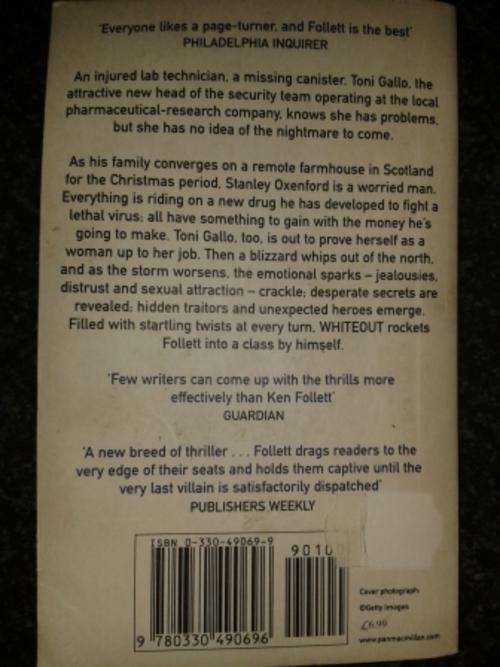 'Everyone likes a page-turner, and Follett is the best'
PHILADELPHIA INQUIRER
An injured lab technician, a missing canister. Toni Gallo, the
attractive new head of the security team operating at the local
pharmaceutical-research company, knows she has problems,
but she has no idea of the nightmare to come.
As his family converges on a remote farmhouse in Scotland
for the Christmas period, Stanley Oxenford is a worried man.
Everything is riding on a new drug he has developed to fight a
lethal virus: all have something to gain with the money he's
going to make. Toni Gallo, too, is out to prove herself as a
woman up to her job. Then a blizzard whips out of the north,
and as the storm worsens, the emotional sparks – jealousies,
distrust and sexual attraction – crackle; desperate secrets are
revealed; hidden traitors and unexpected heroes emerge.
Filled with startling twists at every turn, WHITEOUT rockets
Follett into a class by himself.
'Few writers can come up with the thrills more
effectively than Ken Follett'
GUARDIAN
'A new breed of thriller . . . Follett drags readers to the
very edge of their seats and holds them captive until the
very last villain is satisfactorily dispatched'
PUBLISHERS WEEKLY
ISBN 0-330-49069-9
9010
9 780330 490696
Cover photograph
©Getty Images
£6.99
www.panmacmillan.com